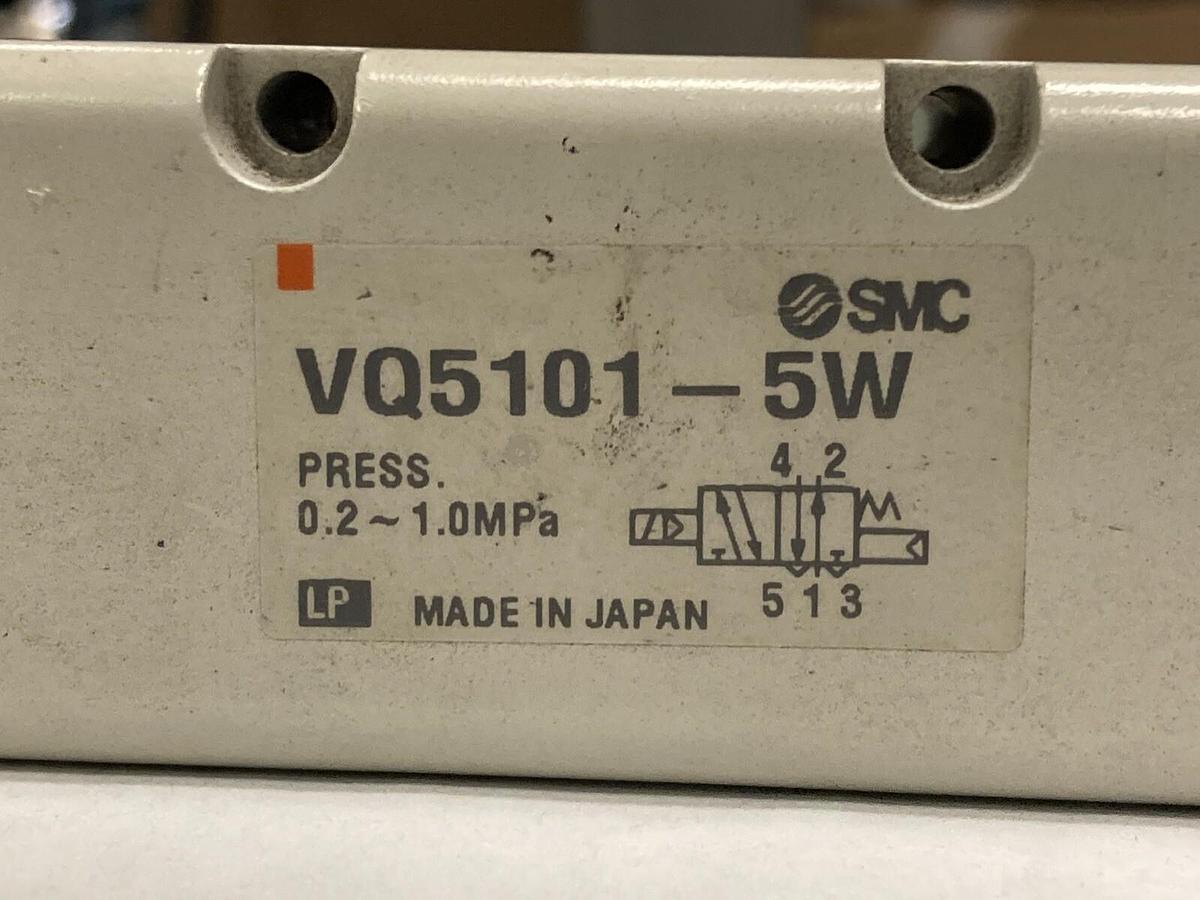 SMC
VQ5101-5W
PRESS.
0.2~1.0MPa
4 2
5 1 3
LP MADE IN JAPAN